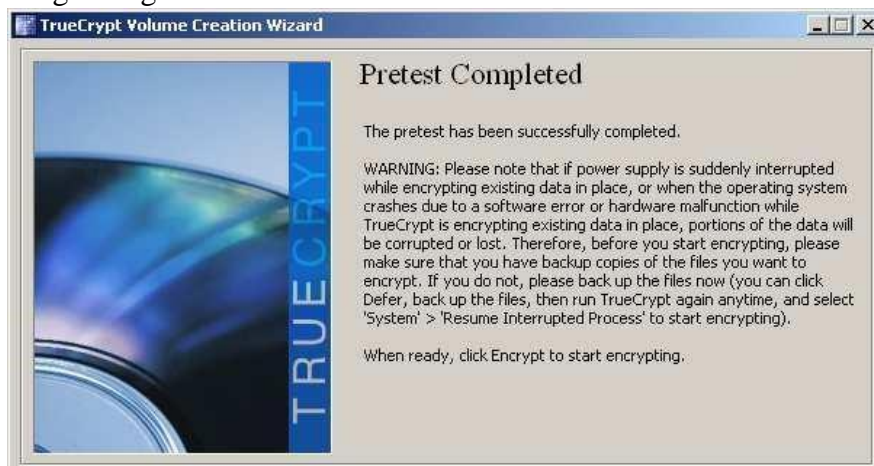 TrueCrypt Volume Creation Wizard
Pretest Completed
TRUECRYPT
The pretest has been successfully completed.
WARNING: Please note that if power supply is suddenly interrupted
while encrypting existing data in place, or when the operating system
crashes due to a software error or hardware malfunction while
TrueCrypt is encrypting existing data in place, portions of the data will
be corrupted or lost. Therefore, before you start encrypting, please
make sure that you have backup copies of the files you want to
encrypt. If you do not, please back up the files now (you can click
Defer, back up the files, then run TrueCrypt again anytime, and select
'System' > 'Resume Interrupted Process' to start encrypting).
When ready, click Encrypt to start encrypting.